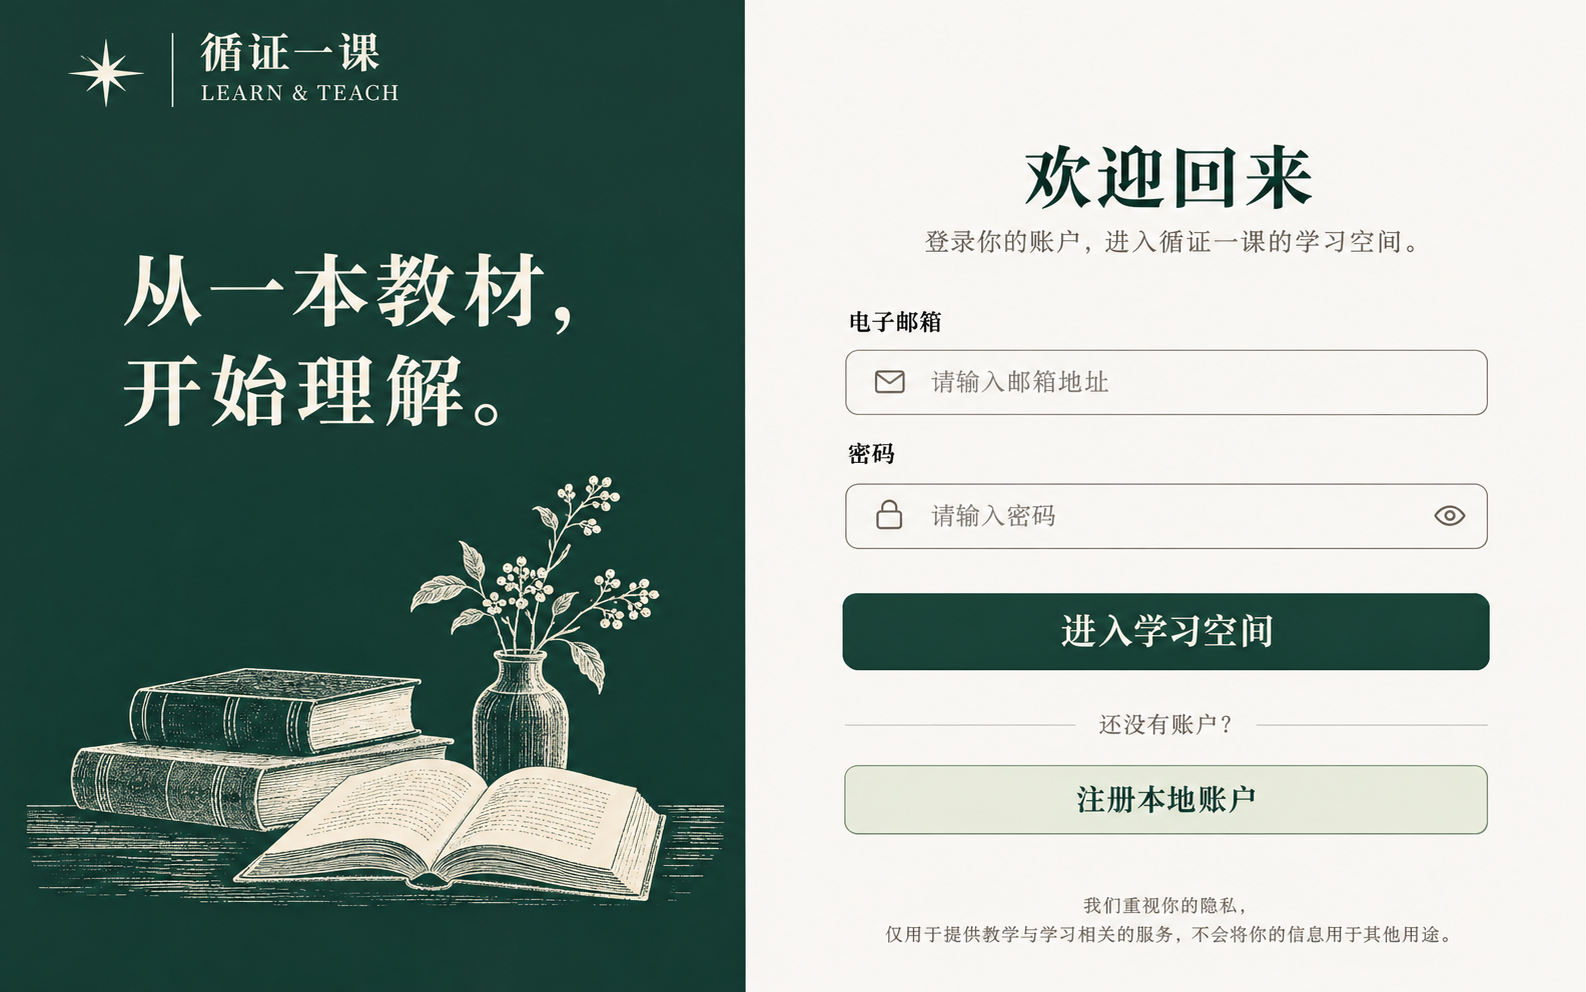 循证一课
LEARN & TEACH
从一本教材，
开始理解。
欢迎回来
登录你的账户，进入循证一课的学习空间。
电子邮箱
请输入邮箱地址
密码
请输入密码
进入学习空间
还没有账户？
注册本地账户
我们重视你的隐私，
仅用于提供教学与学习相关的服务，不会将你的信息用于其他用途。